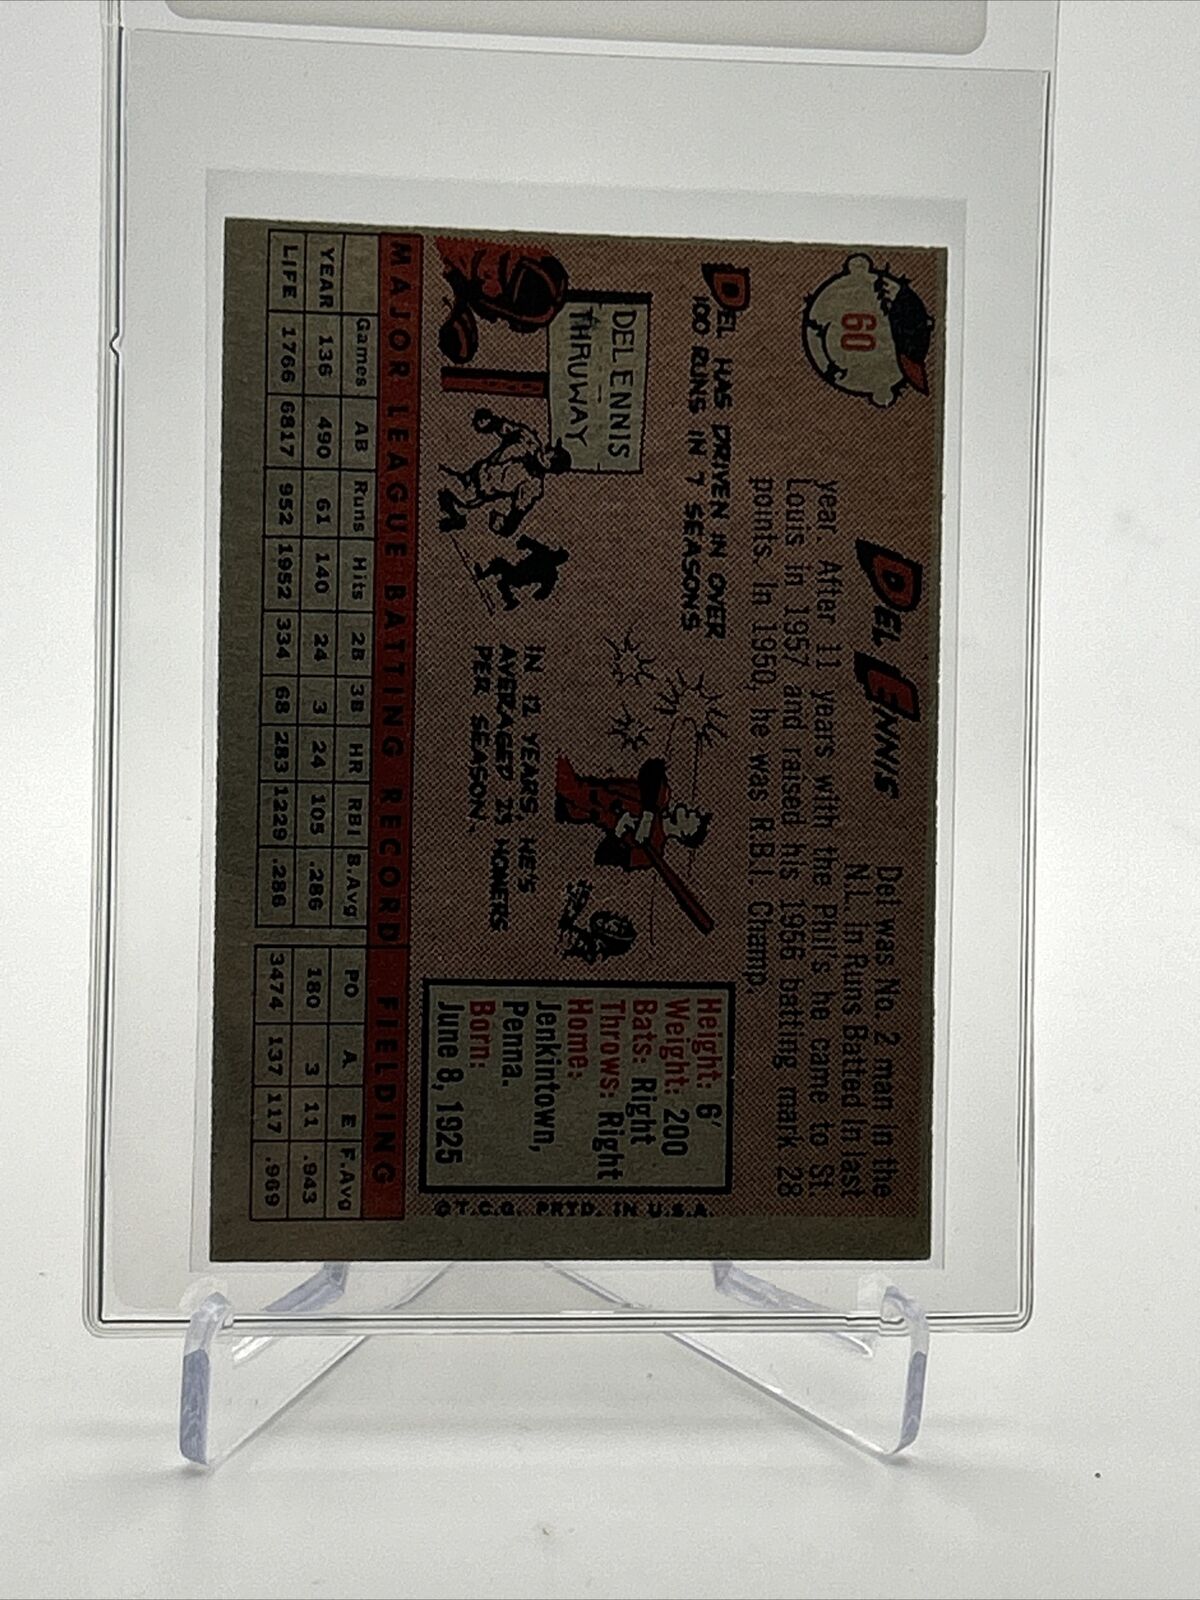 60
DEL ENNIS
Del was No. 2 man in the
N.L. in Runs Batted In last
year. After 11 years with the Phil's he came to St.
Louis in 1957 and raised his 1956 batting mark 28
points. In 1950, he was R.B.I. Champ.
DEL HAS DRIVEN IN OVER
100 RUNS IN 7 SEASONS
DEL ENNIS
—
THRUWAY
IN 12 YEARS, HE'S
AVERAGED 23 HOMERS
PER SEASON.
Height: 6'
Weight: 200
Bats: Right
Throws: Right
Home:
Jenkintown,
Penna.
Born:
June 8, 1925
© T.C.G. PRTD. IN U.S.A.
MAJOR LEAGUE BATTING RECORD FIELDING
Games AB Runs Hits 2B 3B HR RBI B.Avg PO A E F.Avg
YEAR 136 490 61 140 24 3 24 105 .286 180 3 11 .943
LIFE 1766 6817 952 1952 334 68 283 1229 .286 3474 137 117 .969